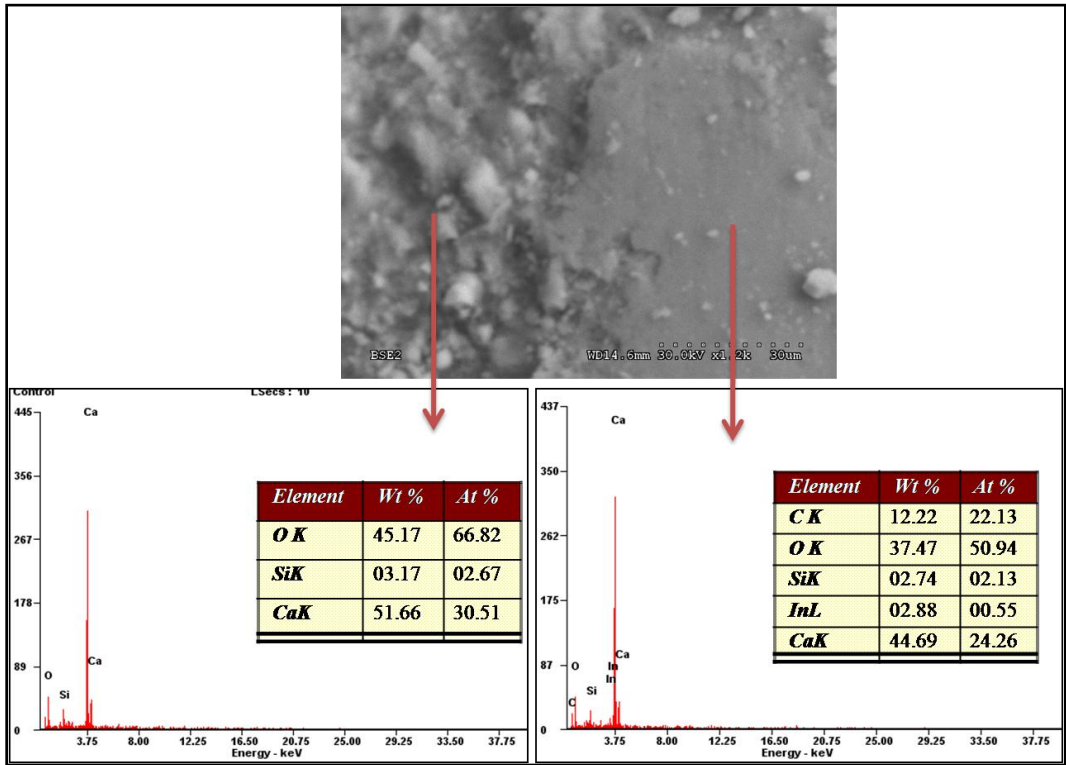 BSE2 WD14.6mm 30.0kV x1.2k 30um
Control LSecs : 10
445
356
267
178
89
0
Ca
Ca
O
Si
Element Wt % At %
O K 45.17 66.82
SiK 03.17 02.67
CaK 51.66 30.51
3.75 8.00 12.25 16.50 20.75 25.00 29.25 33.50 37.75
Energy - keV
437
350
262
175
87
0
Ca
Ca
In
In
O
Si
C
Element Wt % At %
C K 12.22 22.13
O K 37.47 50.94
SiK 02.74 02.13
InL 02.88 00.55
CaK 44.69 24.26
3.75 8.00 12.25 16.50 20.75 25.00 29.25 33.50 37.75
Energy - keV